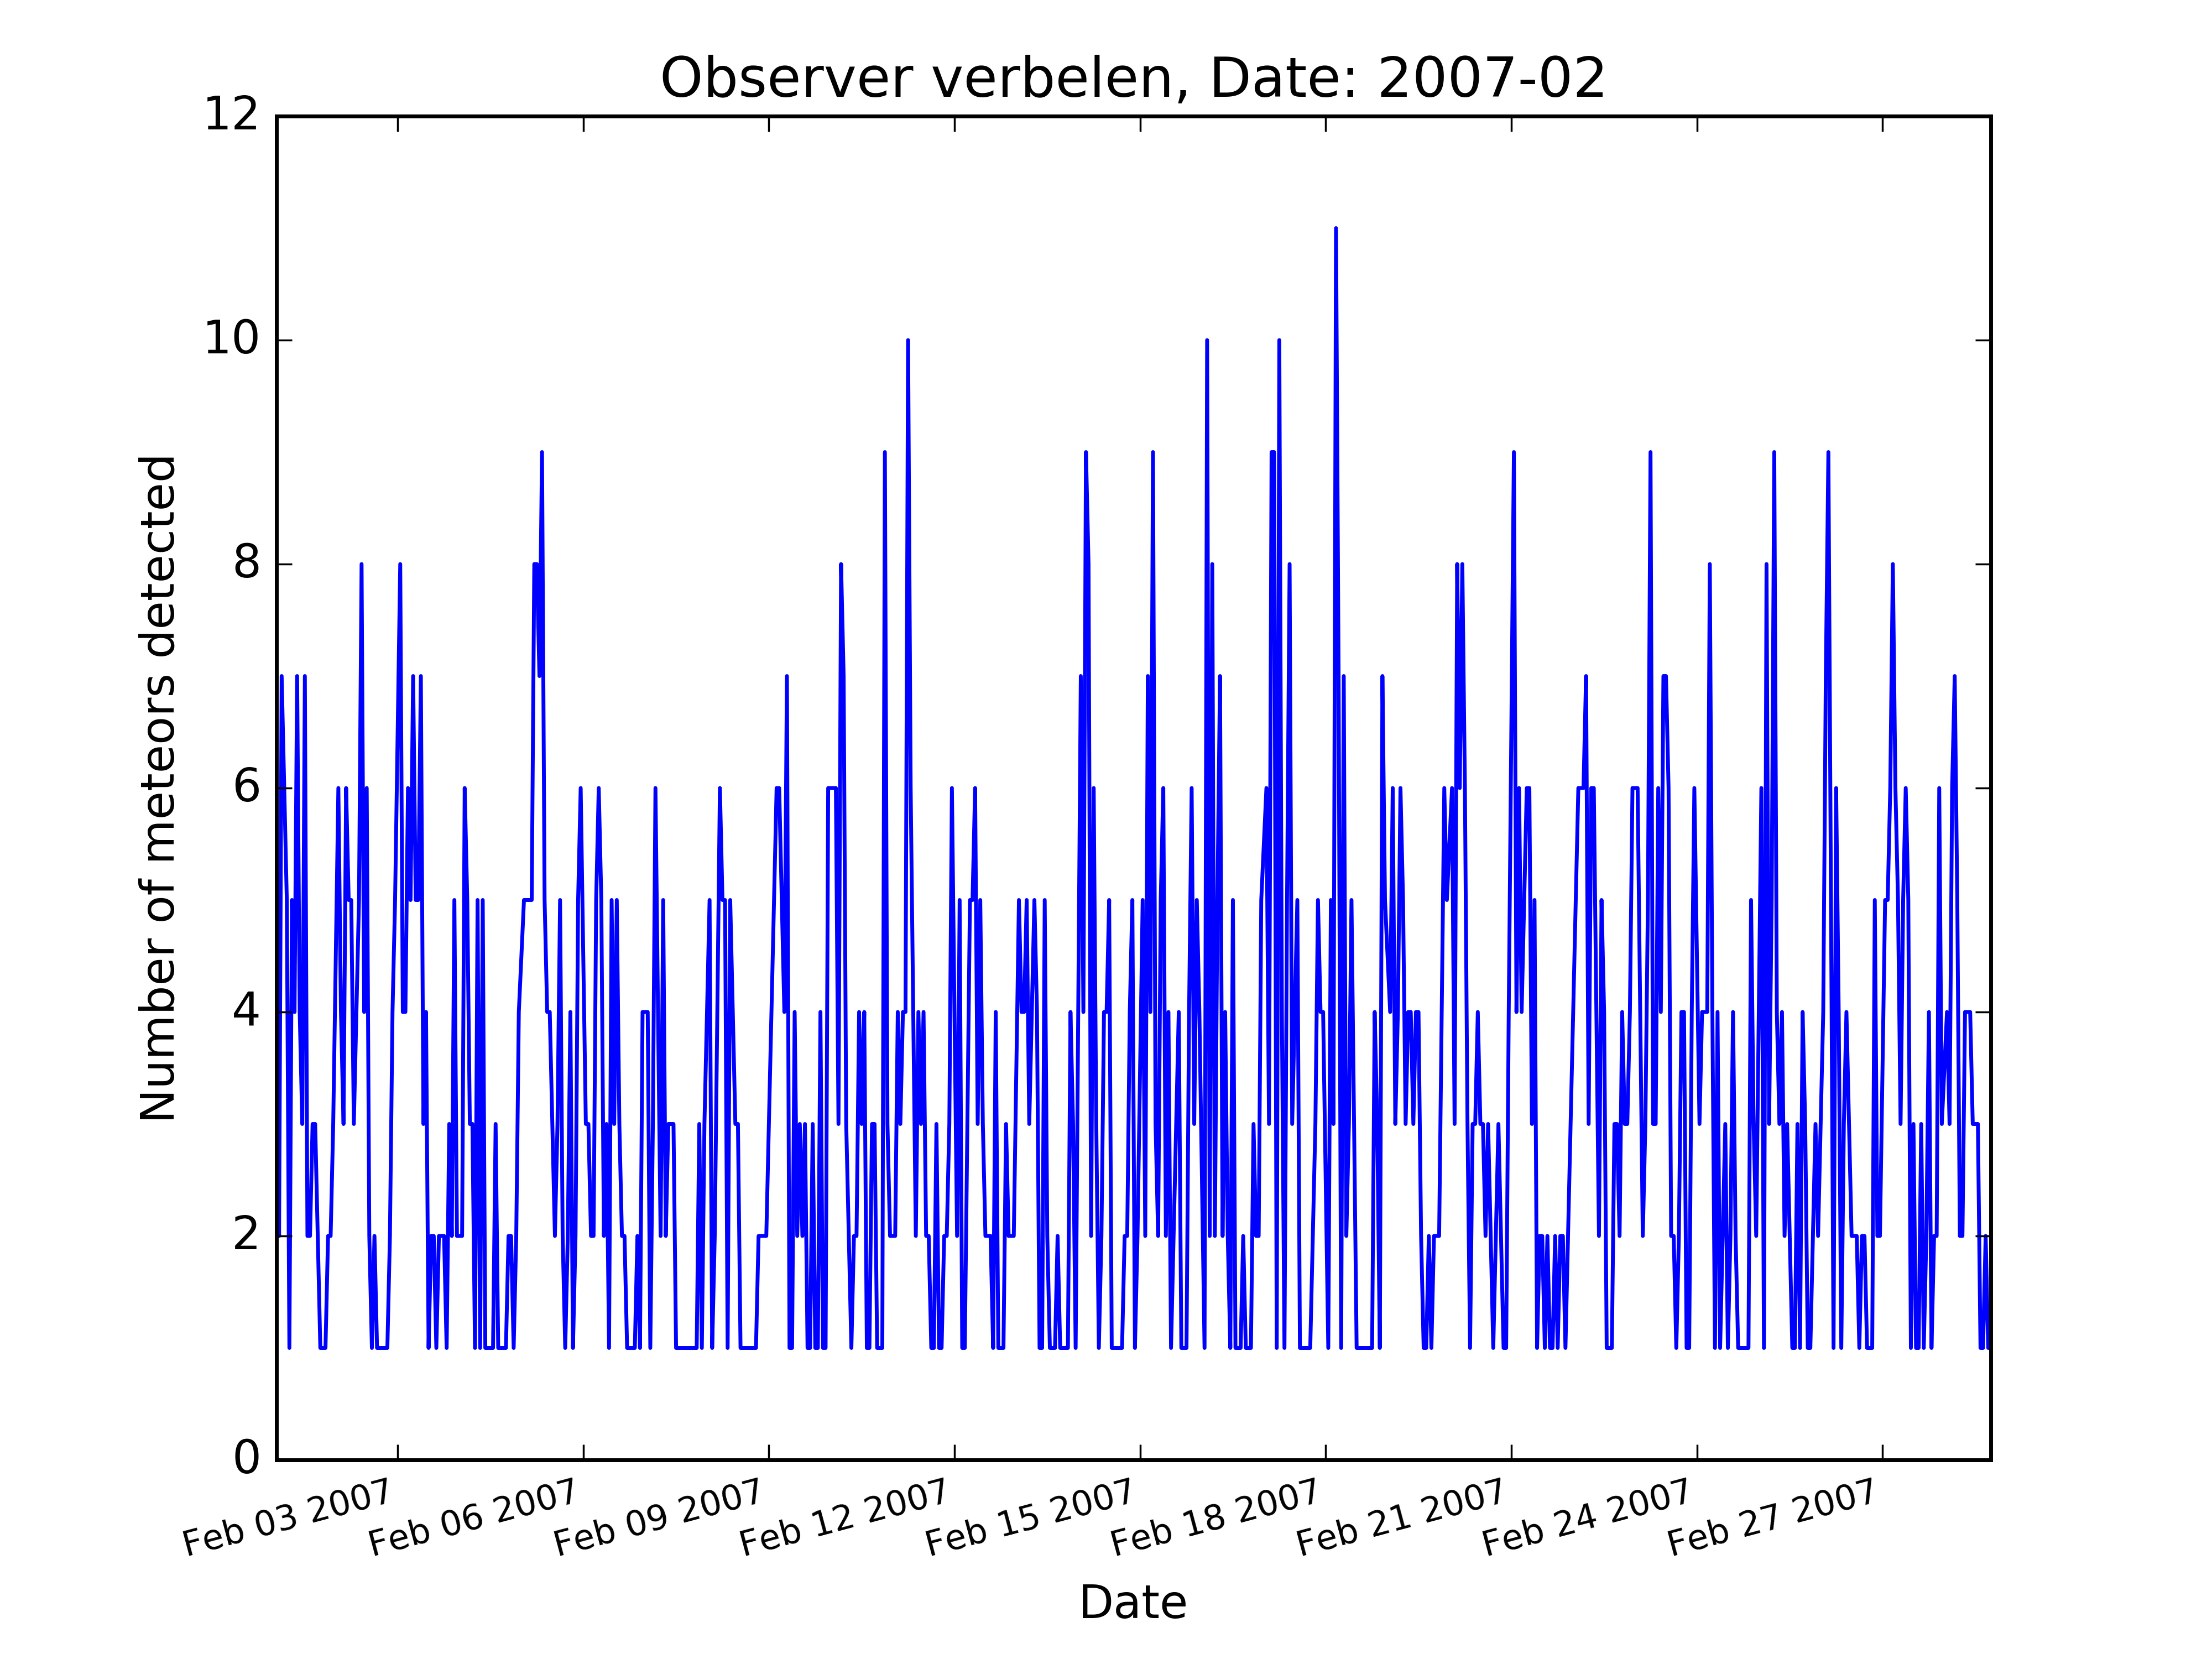 Observer verbelen, Date: 2007-02
12
10
8
6
4
2
0
Number of meteors detected
Feb 03 2007
Feb 06 2007
Feb 09 2007
Feb 12 2007
Feb 15 2007
Feb 18 2007
Feb 21 2007
Feb 24 2007
Feb 27 2007
Date